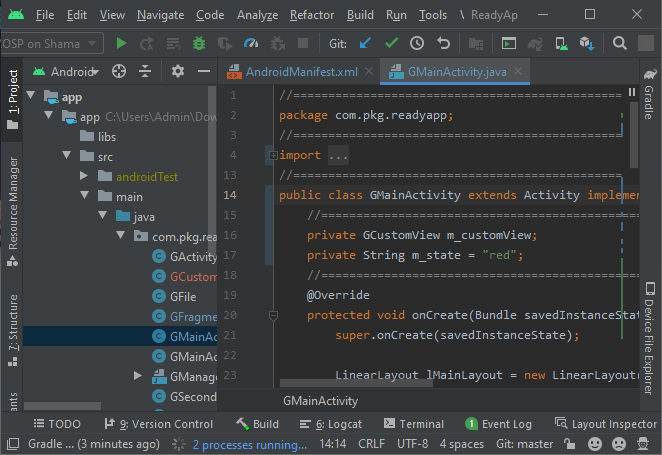 File Edit View Navigate Code Analyze Refactor Build Run Tools V ReadyAp
OSP on Shama Git:
1: Project
Resource Manager
7: Structure
Android
app
app C:\Users\Admin\Dow
libs
src
androidTest
main
java
com.pkg.rea
GActivity
GCustom
GFile
GFragme
GMainAc
GMainAc
GManage
GSecond
AndroidManifest.xml GMainActivity.java
1 //===============================================
2 package com.pkg.readyapp;
3 //===============================================
4 import ...
13 //===============================================
14 public class GMainActivity extends Activity implemen
15 //===============================================
16 private GCustomView m_customView;
17 private String m_state = "red";
18 //===============================================
19 @Override
20 protected void onCreate(Bundle savedInstanceStat
21 super.onCreate(savedInstanceState);
22
23 LinearLayout lMainLayout = new LinearLayout(
GMainActivity
Gradle
Device File Explorer
TODO 9: Version Control Build 6: Logcat Terminal 1 Event Log Layout Inspector
Gradle ... (3 minutes ago) 2 processes running... 14:14 CRLF UTF-8 4 spaces Git: master